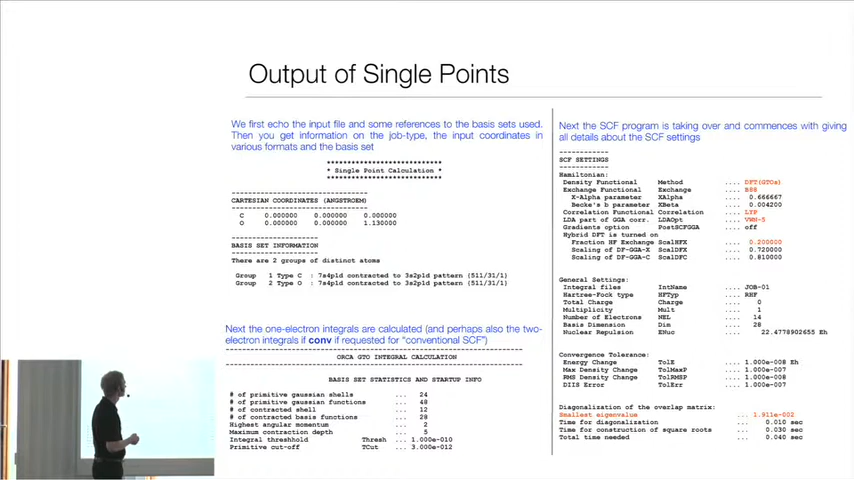 Output of Single Points
We first echo the input file and some references to the basis sets used.
Then you get information on the job-type, the input coordinates in
various formats and the basis set
*****************************************
* Single Point Calculation *
*****************************************
CARTESIAN COORDINATES (ANGSTROEM)
C 0.000000 0.000000 0.000000
O 0.000000 0.000000 1.130000
BASIS SET INFORMATION
There are 2 groups of distinct atoms
Group 1 Type C : 7s4p1d contracted to 3s2p1d pattern (511/31/1)
Group 2 Type O : 7s4p1d contracted to 3s2p1d pattern (511/31/1)
Next the one-electron integrals are calculated (and perhaps also the two-
electron integrals if conv if requested for “conventional SCF”)
ORCA GTO INTEGRAL CALCULATION
BASIS SET STATISTICS AND STARTUP INFO
# of primitive gaussian shells ... 24
# of primitive gaussian functions ... 48
# of contracted shell ... 12
# of contracted basis functions ... 28
Highest angular momentum ... 2
Maximum contraction depth ... 5
Integral threshhold Thresh ... 1.000e-010
Primitive cut-off TCut ... 3.000e-012
Next the SCF program is taking over and commences with giving
all details about the SCF settings
------------
SCF SETTINGS
------------
Hamiltonian:
Density Functional Method .... DFT(GTOs)
Exchange Functional Exchange .... B88
X-Alpha parameter XAlpha .... 0.666667
Becke's b parameter XBeta .... 0.004200
Correlation Functional Correlation .... LYP
LDA part of GGA corr. LDAOpt .... VWN-5
Gradients option PostSCFGGA .... off
Hybrid DFT is turned on
Fraction HF Exchange ScalHFX .... 0.200000
Scaling of DF-GGA-X ScalDFX .... 0.720000
Scaling of DF-GGA-C ScalDFC .... 0.810000
General Settings:
Integral files IntName .... JOB-01
Hartree-Fock type HFTyp .... RHF
Total Charge Charge .... 0
Multiplicity Mult .... 1
Number of Electrons NEL .... 14
Basis Dimension Dim .... 28
Nuclear Repulsion ENuc .... 22.4778902655 Eh
Convergence Tolerance:
Energy Change TolE .... 1.000e-008 Eh
Max Density Change TolMaxP .... 1.000e-007
RMS Density Change TolRMSP .... 1.000e-008
DIIS Error TolErr .... 1.000e-007
Diagonalization of the overlap matrix:
Smallest eigenvalue ... 1.911e-002
Time for diagonalization ... 0.010 sec
Time for construction of square roots ... 0.030 sec
Total time needed ... 0.040 sec